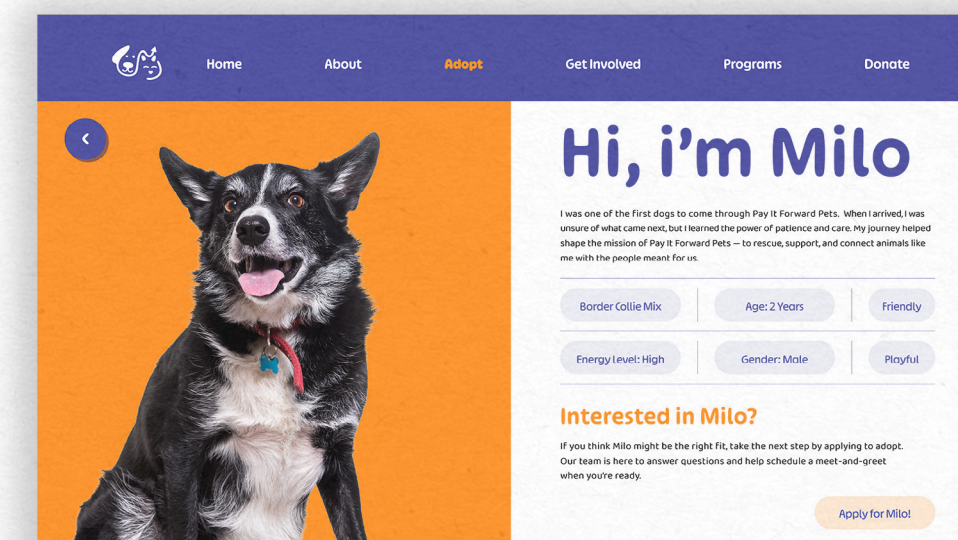 Home About Adopt Get Involved Programs Donate
Hi, i'm Milo
I was one of the first dogs to come through Pay It Forward Pets. When I arrived, I was
unsure of what came next, but I learned the power of patience and care. My journey helped
shape the mission of Pay It Forward Pets — to rescue, support, and connect animals like
me with the people meant for us.
Border Collie Mix Age: 2 Years Friendly
Energy Level: High Gender: Male Playful
Interested in Milo?
If you think Milo might be the right fit, take the next step by applying to adopt.
Our team is here to answer questions and help schedule a meet-and-greet
when you're ready.
Apply for Milo!